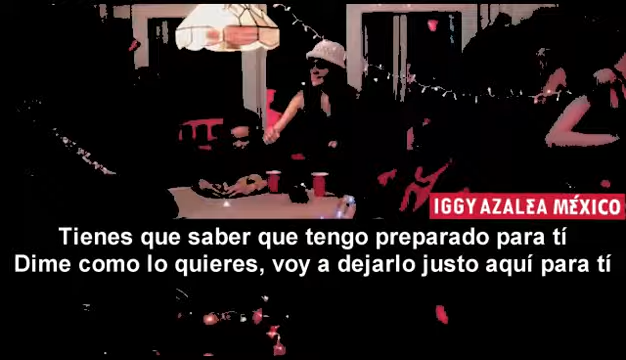 IGGY AZALEA MÉXICO
Tienes que saber que tengo preparado para tí
Dime como lo quieres, voy a dejarlo justo aquí para tí